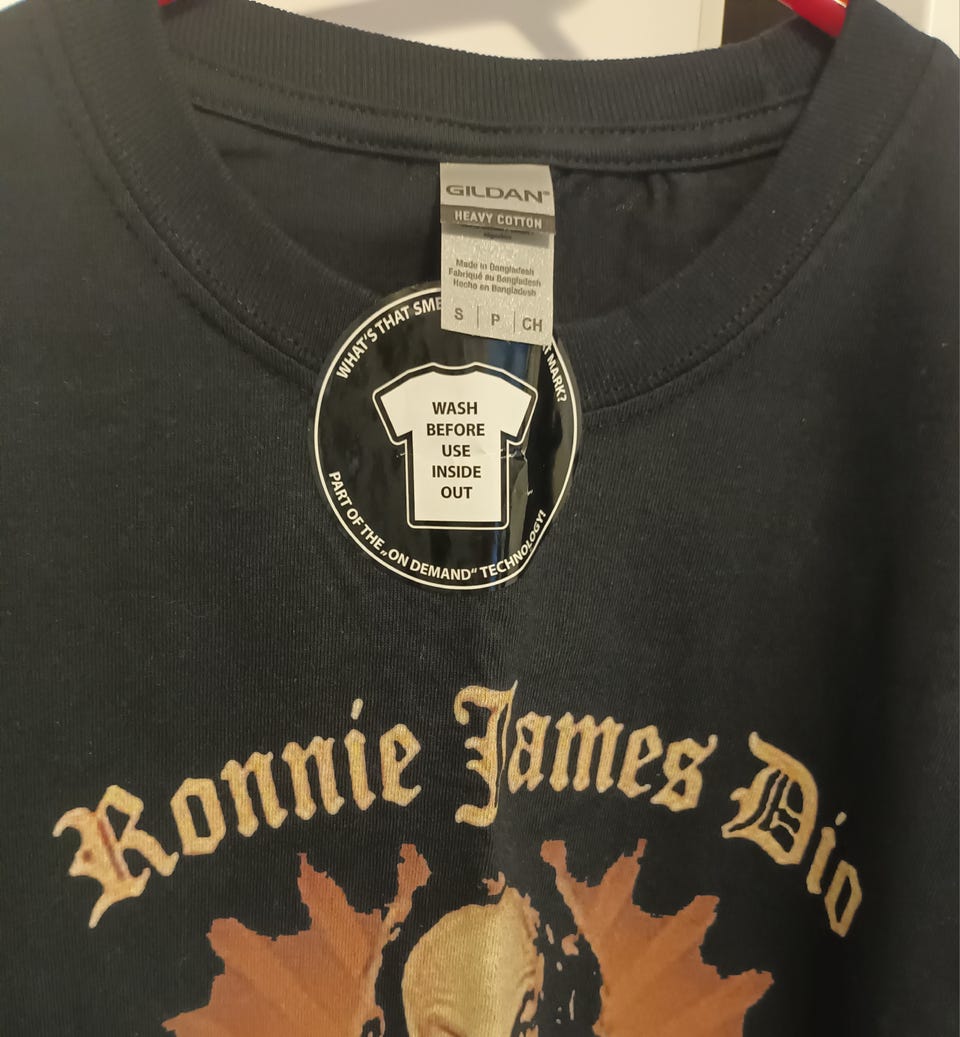 GILDAN®
HEAVY COTTON
Made in Bangladesh
Fabriqué au Bangladesh
Hecho en Bangladesh
S | P | CH
WHAT'S THAT
MARK?
WASH
BEFORE
USE
INSIDE
OUT
PART OF THE „ON DEMAND“ TECHNOLOGY!
Ronnie James Dio